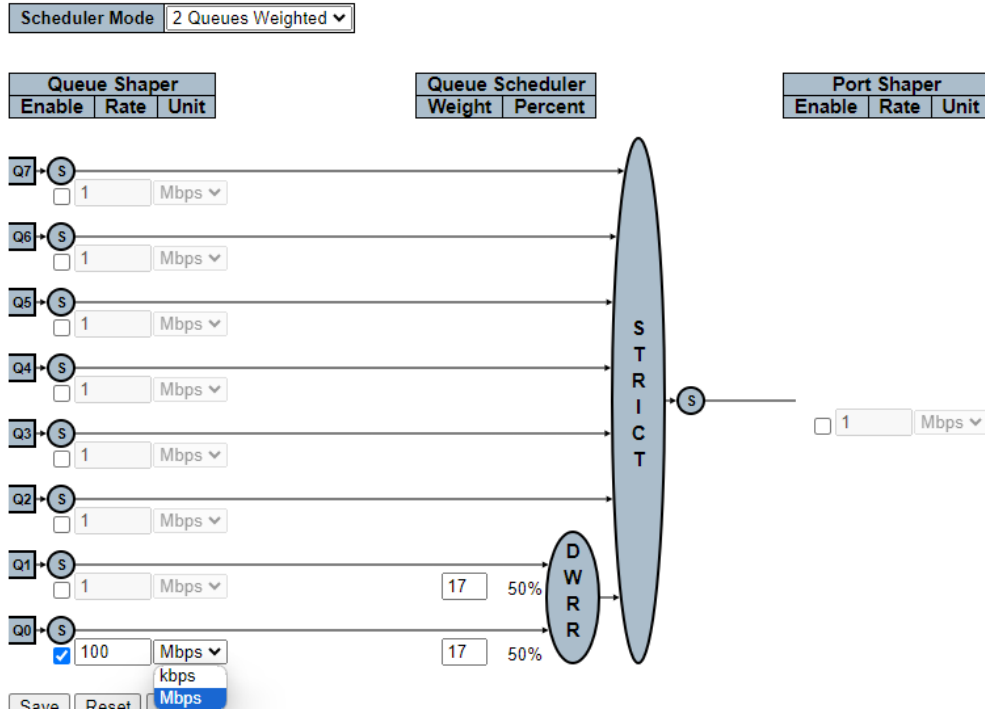 Scheduler Mode 2 Queues Weighted
Queue Shaper Queue Scheduler Port Shaper
Enable Rate Unit Weight Percent Enable Rate Unit
Q7 S
1 Mbps
Q6 S
1 Mbps
Q5 S
1 Mbps
Q4 S
1 Mbps
Q3 S
1 Mbps
Q2 S
1 Mbps
Q1 S
1 Mbps 17 50%
Q0 S
100 Mbps 17 50%
kbps
Mbps
D
W
R
R
S
T
R
I
C
T
S
1 Mbps
Save Reset